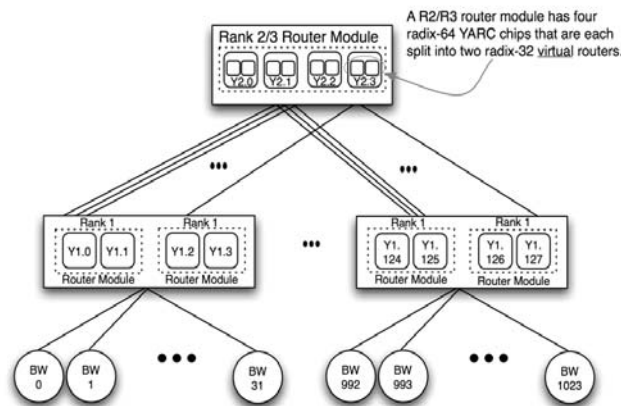 Rank 2/3 Router Module
Y2.0 Y2.1 Y2.2 Y2.3
A R2/R3 router module has four
radix-64 YARC chips that are each
split into two radix-32 virtual routers.
Rank 1
Y1.0 Y1.1
Router Module
Rank 1
Y1.2 Y1.3
Router Module
Rank 1
Y1.
124
Y1.
125
Router Module
Rank 1
Y1.
126
Y1.
127
Router Module
BW
0
BW
1
BW
31
BW
992
BW
993
BW
1023